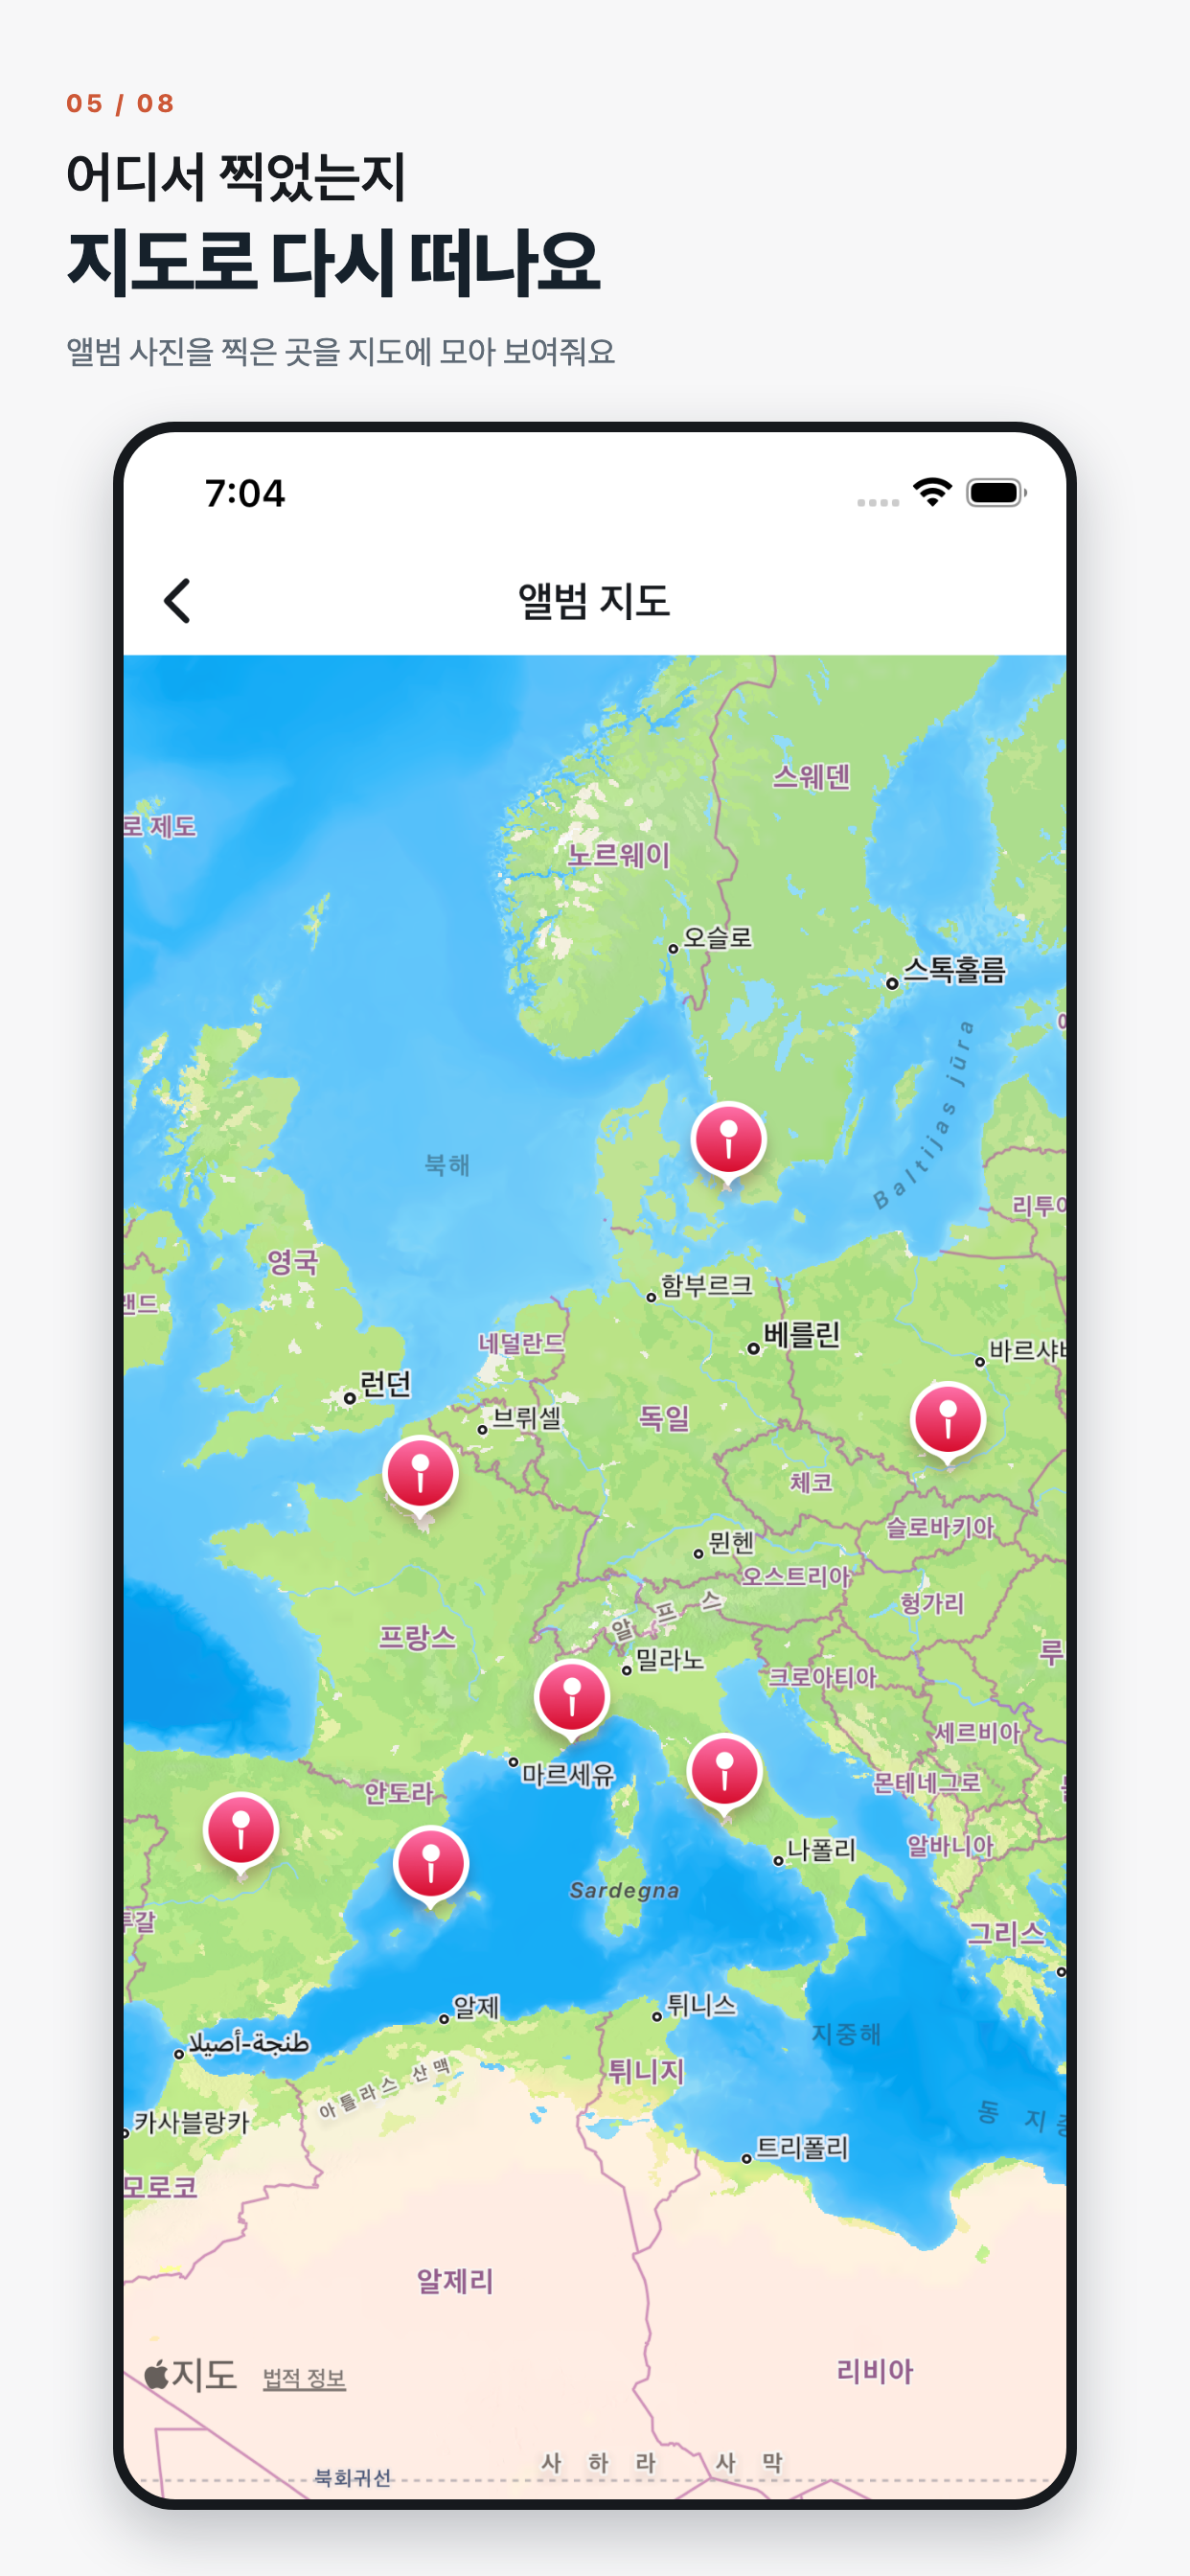 05 / 08
어디서 찍었는지
지도로 다시 떠나요
앨범 사진을 찍은 곳을 지도에 모아 보여줘요
7:04
앨범 지도
스웨덴
로 제도
노르웨이
오슬로
스톡홀름
Baltijas jūra
북해
리투아
영국
랜드
함부르크
네덜란드
베를린
바르샤바
런던
브뤼셀
독일
체코
슬로바키아
뮌헨
오스트리아
헝가리
알 프 스
프랑스
루
밀라노
크로아티아
세르비아
마르세유
몬테네그로
안도라
알바니아
나폴리
Sardegna
투갈
그리스
알제
튀니스
지중해
طنجة-أصيلا
튀니지
아틀라스 산맥
동 지중
카사블랑카
트리폴리
모로코
알제리
지도 법적 정보
리비아
사 하 라 사 막
북회귀선